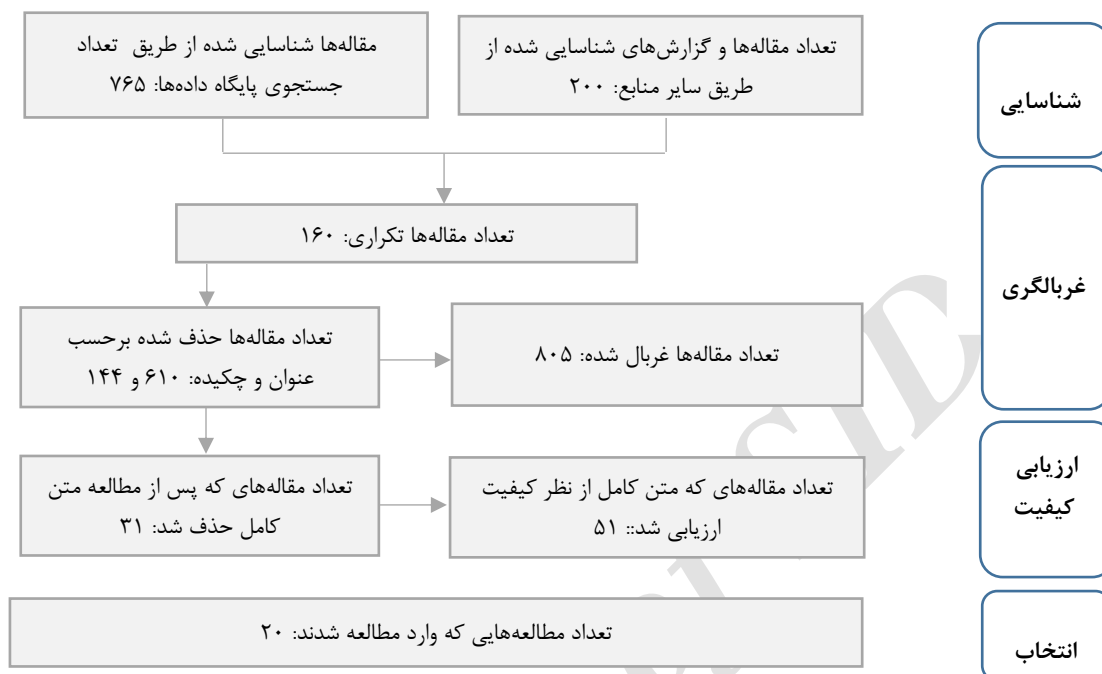 تعداد مقاله‌ها و گزارش‌های شناسایی شده از
طریق سایر منابع: ۲۰۰
مقاله‌ها شناسایی شده از طریق تعداد
جستجوی پایگاه داده‌ها: ۷۶۵
شناسایی
تعداد مقاله‌ها تکراری: ۱۶۰
غربالگری
تعداد مقاله‌ها غربال شده: ۸۰۵
تعداد مقاله‌ها حذف شده برحسب
عنوان و چکیده: ۶۱۰ و ۱۴۴
ارزیابی
کیفیت
تعداد مقاله‌های که متن کامل از نظر کیفیت
ارزیابی شد:: ۵۱
تعداد مقاله‌های که پس از مطالعه متن
کامل حذف شد: ۳۱
انتخاب
تعداد مطالعه‌هایی که وارد مطالعه شدند: ۲۰